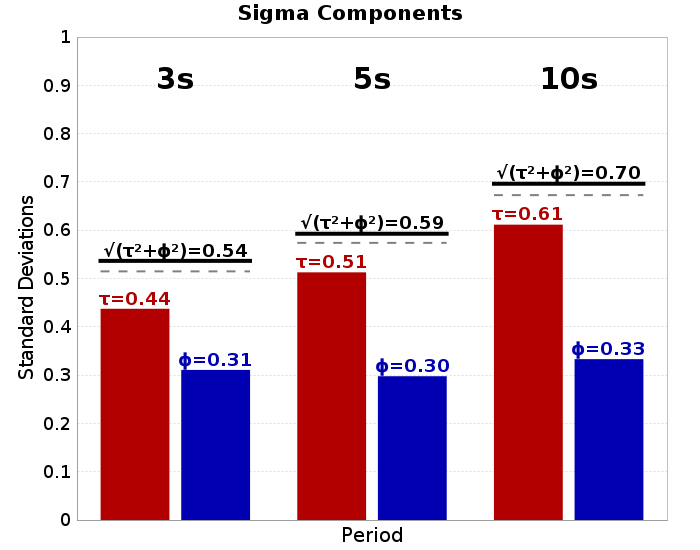 Sigma Components
Standard Deviations
1
0.9
0.8
0.7
0.6
0.5
0.4
0.3
0.2
0.1
0
3s
5s
10s
√(τ²+ϕ²)=0.54
τ=0.44
ϕ=0.31
√(τ²+ϕ²)=0.59
τ=0.51
ϕ=0.30
√(τ²+ϕ²)=0.70
τ=0.61
ϕ=0.33
Period